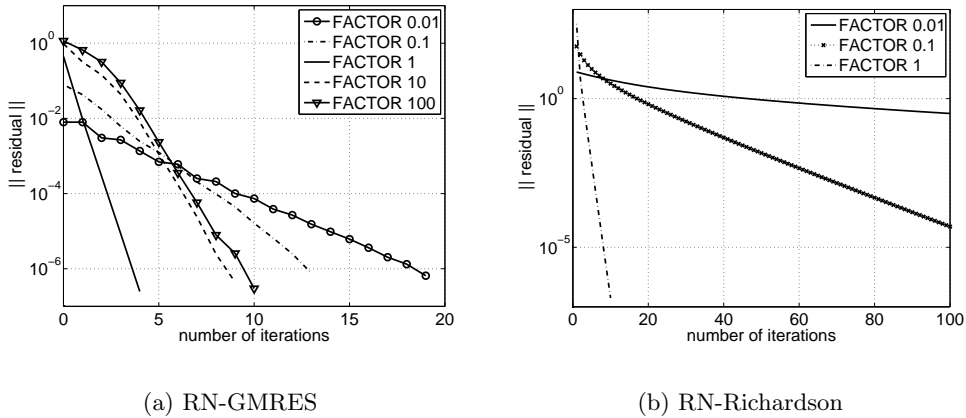 FACTOR 0.01
FACTOR 0.1
FACTOR 1
FACTOR 10
FACTOR 100
10^0
10^-2
10^-4
10^-6
|| residual ||
0 5 10 15 20
number of iterations
(a) RN-GMRES
FACTOR 0.01
FACTOR 0.1
FACTOR 1
10^0
10^-5
|| residual ||
0 20 40 60 80 100
number of iterations
(b) RN-Richardson